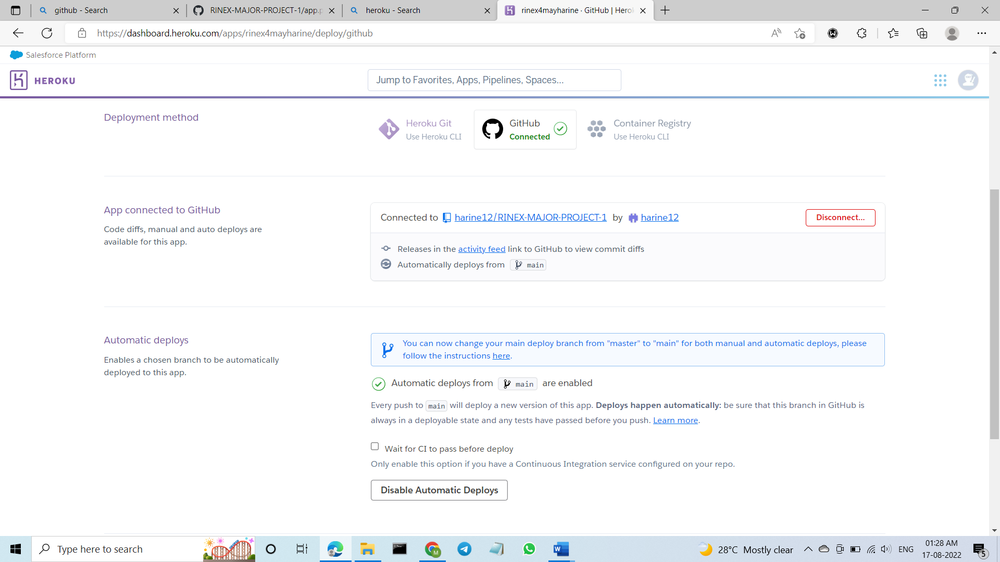 github - Search
RINEX-MAJOR-PROJECT-1/app.p
heroku - Search
rinex4mayharine · GitHub | Herok
https://dashboard.heroku.com/apps/rinex4mayharine/deploy/github
Salesforce Platform
HEROKU
Jump to Favorites, Apps, Pipelines, Spaces...
Deployment method
Heroku Git
Use Heroku CLI
GitHub
Connected
Container Registry
Use Heroku CLI
App connected to GitHub
Code diffs, manual and auto deploys are
available for this app.
Connected to harine12/RINEX-MAJOR-PROJECT-1 by harine12
Disconnect...
Releases in the activity feed link to GitHub to view commit diffs
Automatically deploys from main
Automatic deploys
Enables a chosen branch to be automatically
deployed to this app.
You can now change your main deploy branch from "master" to "main" for both manual and automatic deploys, please
follow the instructions here.
Automatic deploys from main are enabled
Every push to main will deploy a new version of this app. Deploys happen automatically: be sure that this branch in GitHub is
always in a deployable state and any tests have passed before you push. Learn more.
Wait for CI to pass before deploy
Only enable this option if you have a Continuous Integration service configured on your repo.
Disable Automatic Deploys
Type here to search
M
W
28°C Mostly clear
ENG
01:28 AM
17-08-2022
5